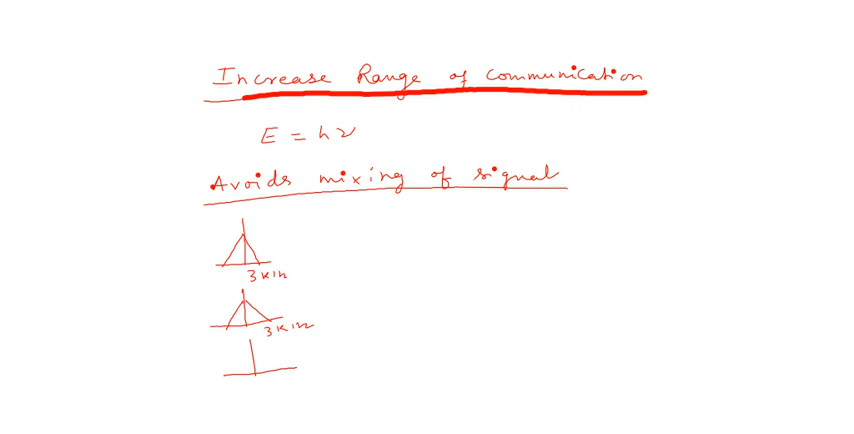 Increase Range of communication
E = hν
Avoids mixing of signal
3 KHz
3 KHz